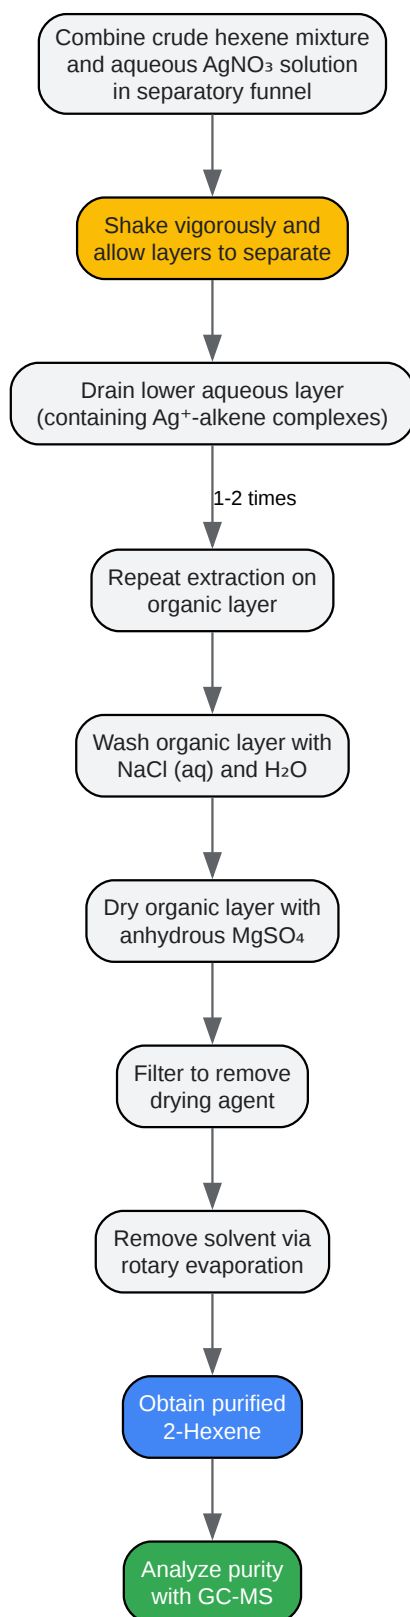 Combine crude hexene mixture
and aqueous AgNO₃ solution
in separatory funnel
Shake vigorously and
allow layers to separate
Drain lower aqueous layer
(containing Ag⁺-alkene complexes)
1-2 times
Repeat extraction on
organic layer
Wash organic layer with
NaCl (aq) and H₂O
Dry organic layer with
anhydrous MgSO₄
Filter to remove
drying agent
Remove solvent via
rotary evaporation
Obtain purified
2-Hexene
Analyze purity
with GC-MS